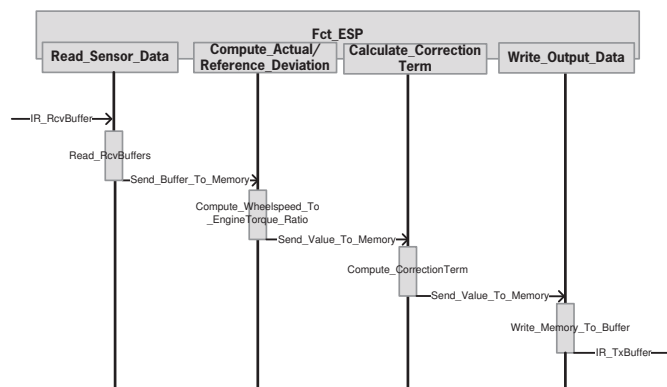 Fct_ESP
Read_Sensor_Data
Compute_Actual/
Reference_Deviation
Calculate_Correction
Term
Write_Output_Data
IR_RcvBuffer
Read_RcvBuffers
Send_Buffer_To_Memory
Compute_Wheelspeed_To
_EngineTorque_Ratio
Send_Value_To_Memory
Compute_CorrectionTerm
Send_Value_To_Memory
Write_Memory_To_Buffer
IR_TxBuffer